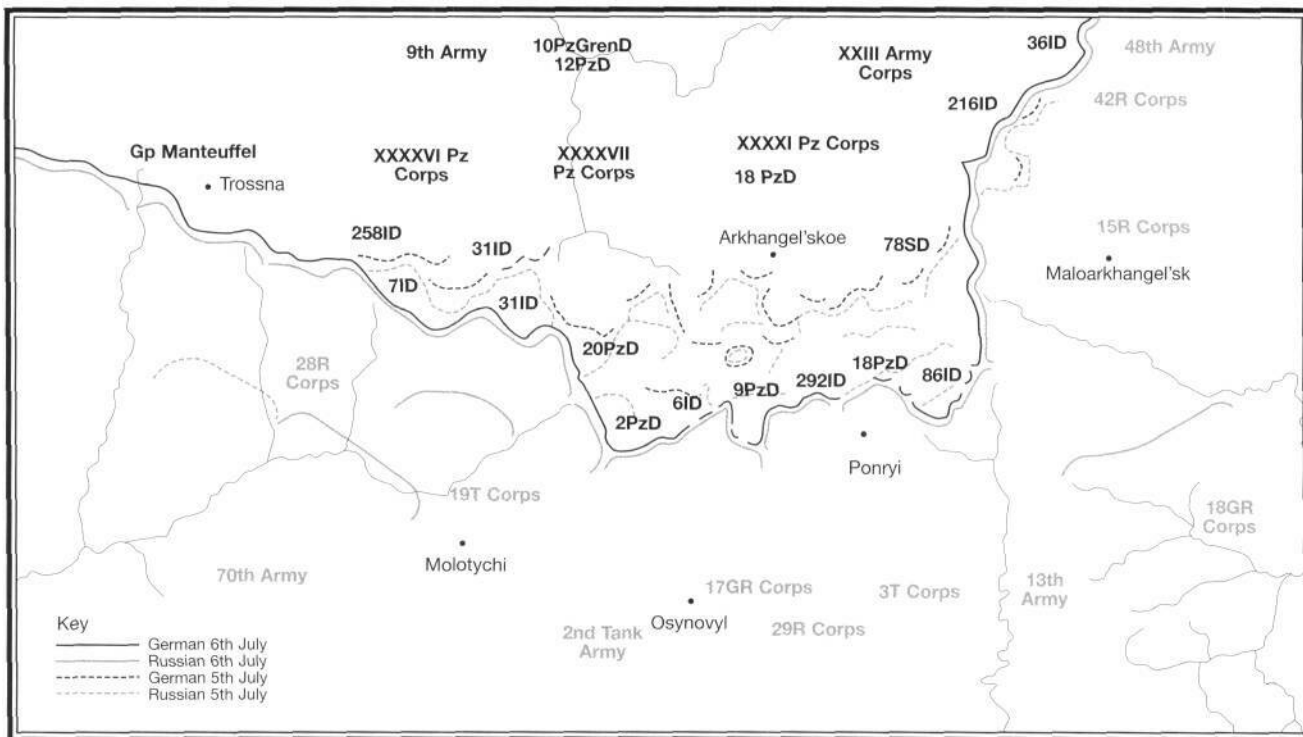 9th Army
10PzGrenD
12PzD
XXIII Army
Corps
36ID
48th Army
216ID
42R Corps
Gp Manteuffel
Trossna
XXXXVI Pz
Corps
XXXXVII
Pz Corps
XXXXI Pz Corps
18 PzD
258ID
31ID
Arkhangel'skoe
78SD
15R Corps
Maloarkhangel'sk
7ID
31ID
28R
Corps
20PzD
18PzD
86ID
292ID
9PzD
6ID
2PzD
Ponryi
19T Corps
18GR
Corps
Molotychi
70th Army
17GR Corps
3T Corps
13th
Army
Osynovyl
29R Corps
2nd Tank
Army
Key
German 6th July
Russian 6th July
German 5th July
Russian 5th July